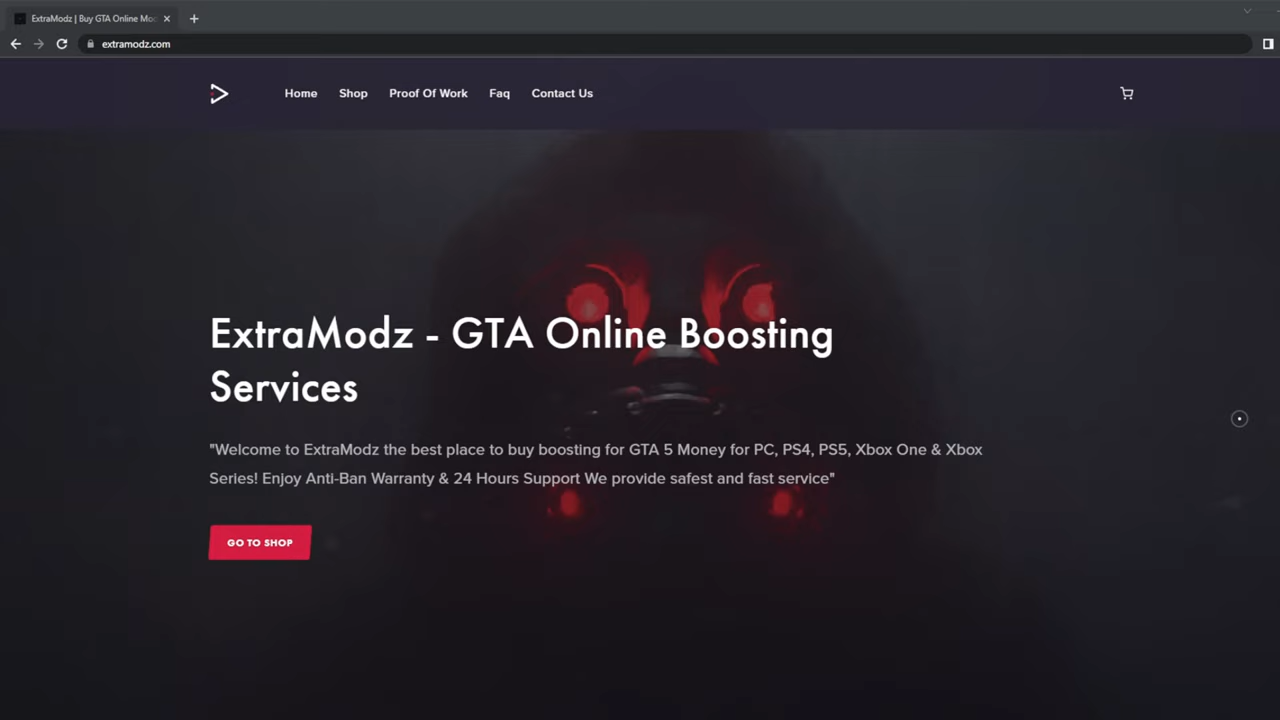 ExtraModz | Buy GTA Online Mo
extramodz.com
Home Shop Proof Of Work Faq Contact Us
ExtraModz - GTA Online Boosting
Services
"Welcome to ExtraModz the best place to buy boosting for GTA 5 Money for PC, PS4, PS5, Xbox One & Xbox
Series! Enjoy Anti-Ban Warranty & 24 Hours Support We provide safest and fast service"
GO TO SHOP